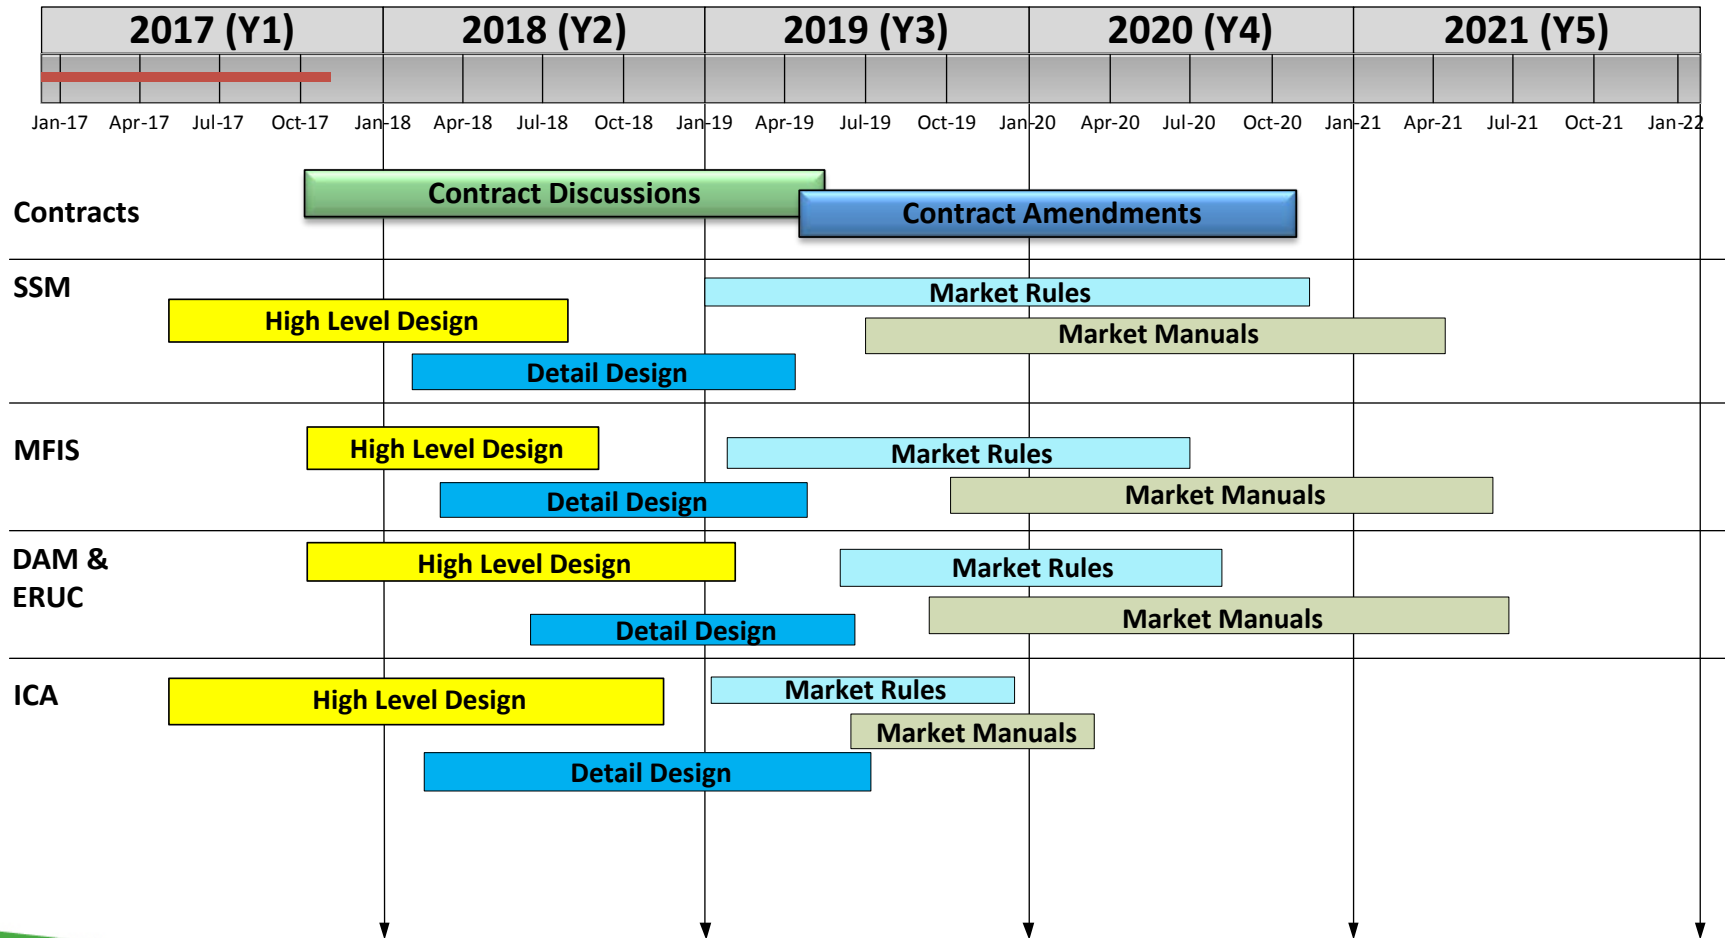 2017 (Y1) 2018 (Y2) 2019 (Y3) 2020 (Y4) 2021 (Y5)
Jan-17 Apr-17 Jul-17 Oct-17 Jan-18 Apr-18 Jul-18 Oct-18 Jan-19 Apr-19 Jul-19 Oct-19 Jan-20 Apr-20 Jul-20 Oct-20 Jan-21 Apr-21 Jul-21 Oct-21 Jan-22
Contracts
Contract Discussions
Contract Amendments
SSM
Market Rules
High Level Design
Market Manuals
Detail Design
MFIS
High Level Design
Market Rules
Detail Design
Market Manuals
DAM &
ERUC
High Level Design
Market Rules
Market Manuals
Detail Design
ICA
High Level Design
Market Rules
Market Manuals
Detail Design